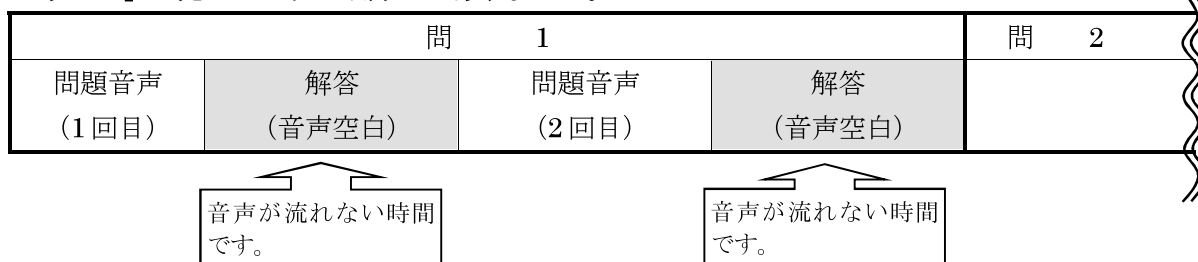 問 1 問 2
問題音声 解答 問題音声 解答
(1回目) (音声空白) (2回目) (音声空白)
音声が流れない時間 音声が流れない時間
です。 です。